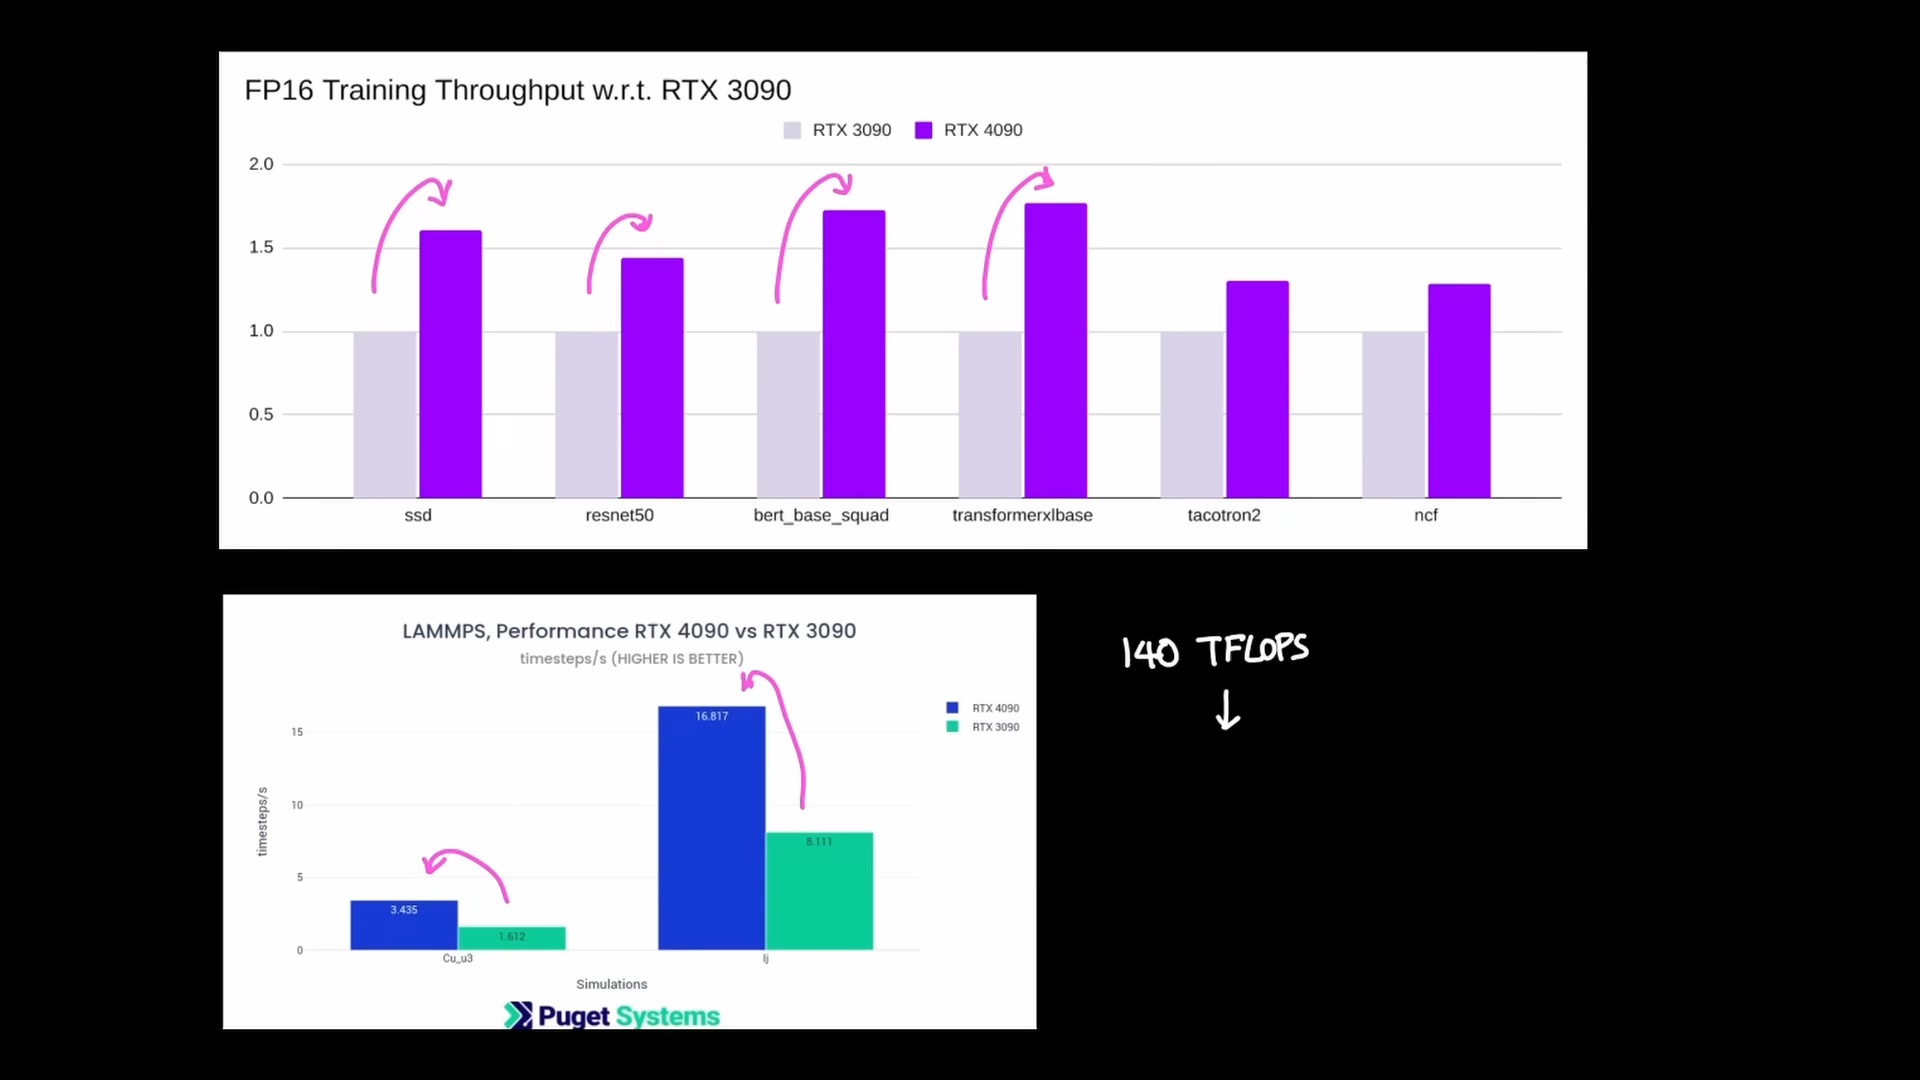 FP16 Training Throughput w.r.t. RTX 3090
RTX 3090 RTX 4090
2.0
1.5
1.0
0.5
0.0
ssd resnet50 bert_base_squad transformerxlbase tacotron2 ncf
LAMMPS, Performance RTX 4090 vs RTX 3090
timesteps/s (HIGHER IS BETTER)
RTX 4090
RTX 3090
timesteps/s
15
10
5
0
16.817
8.111
3.435
1.612
Cu_u3 lj
Simulations
Puget Systems
140 TFLOPS
↓